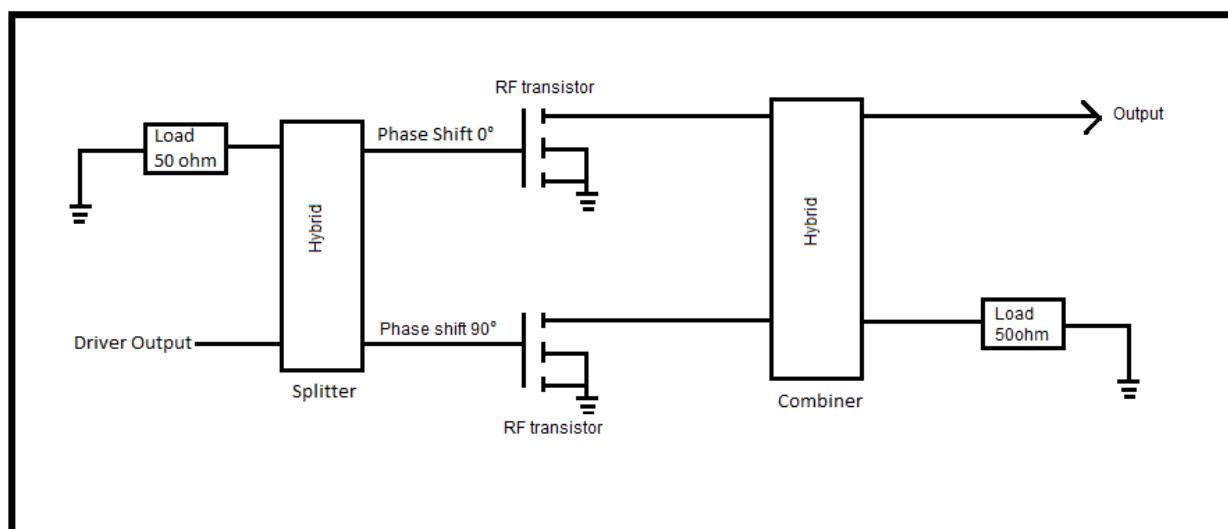 RF transistor
Load
50 ohm
Phase Shift 0°
Hybrid
Hybrid
Output
Driver Output
Phase shift 90°
Splitter
RF transistor
Load
50ohm
Combiner